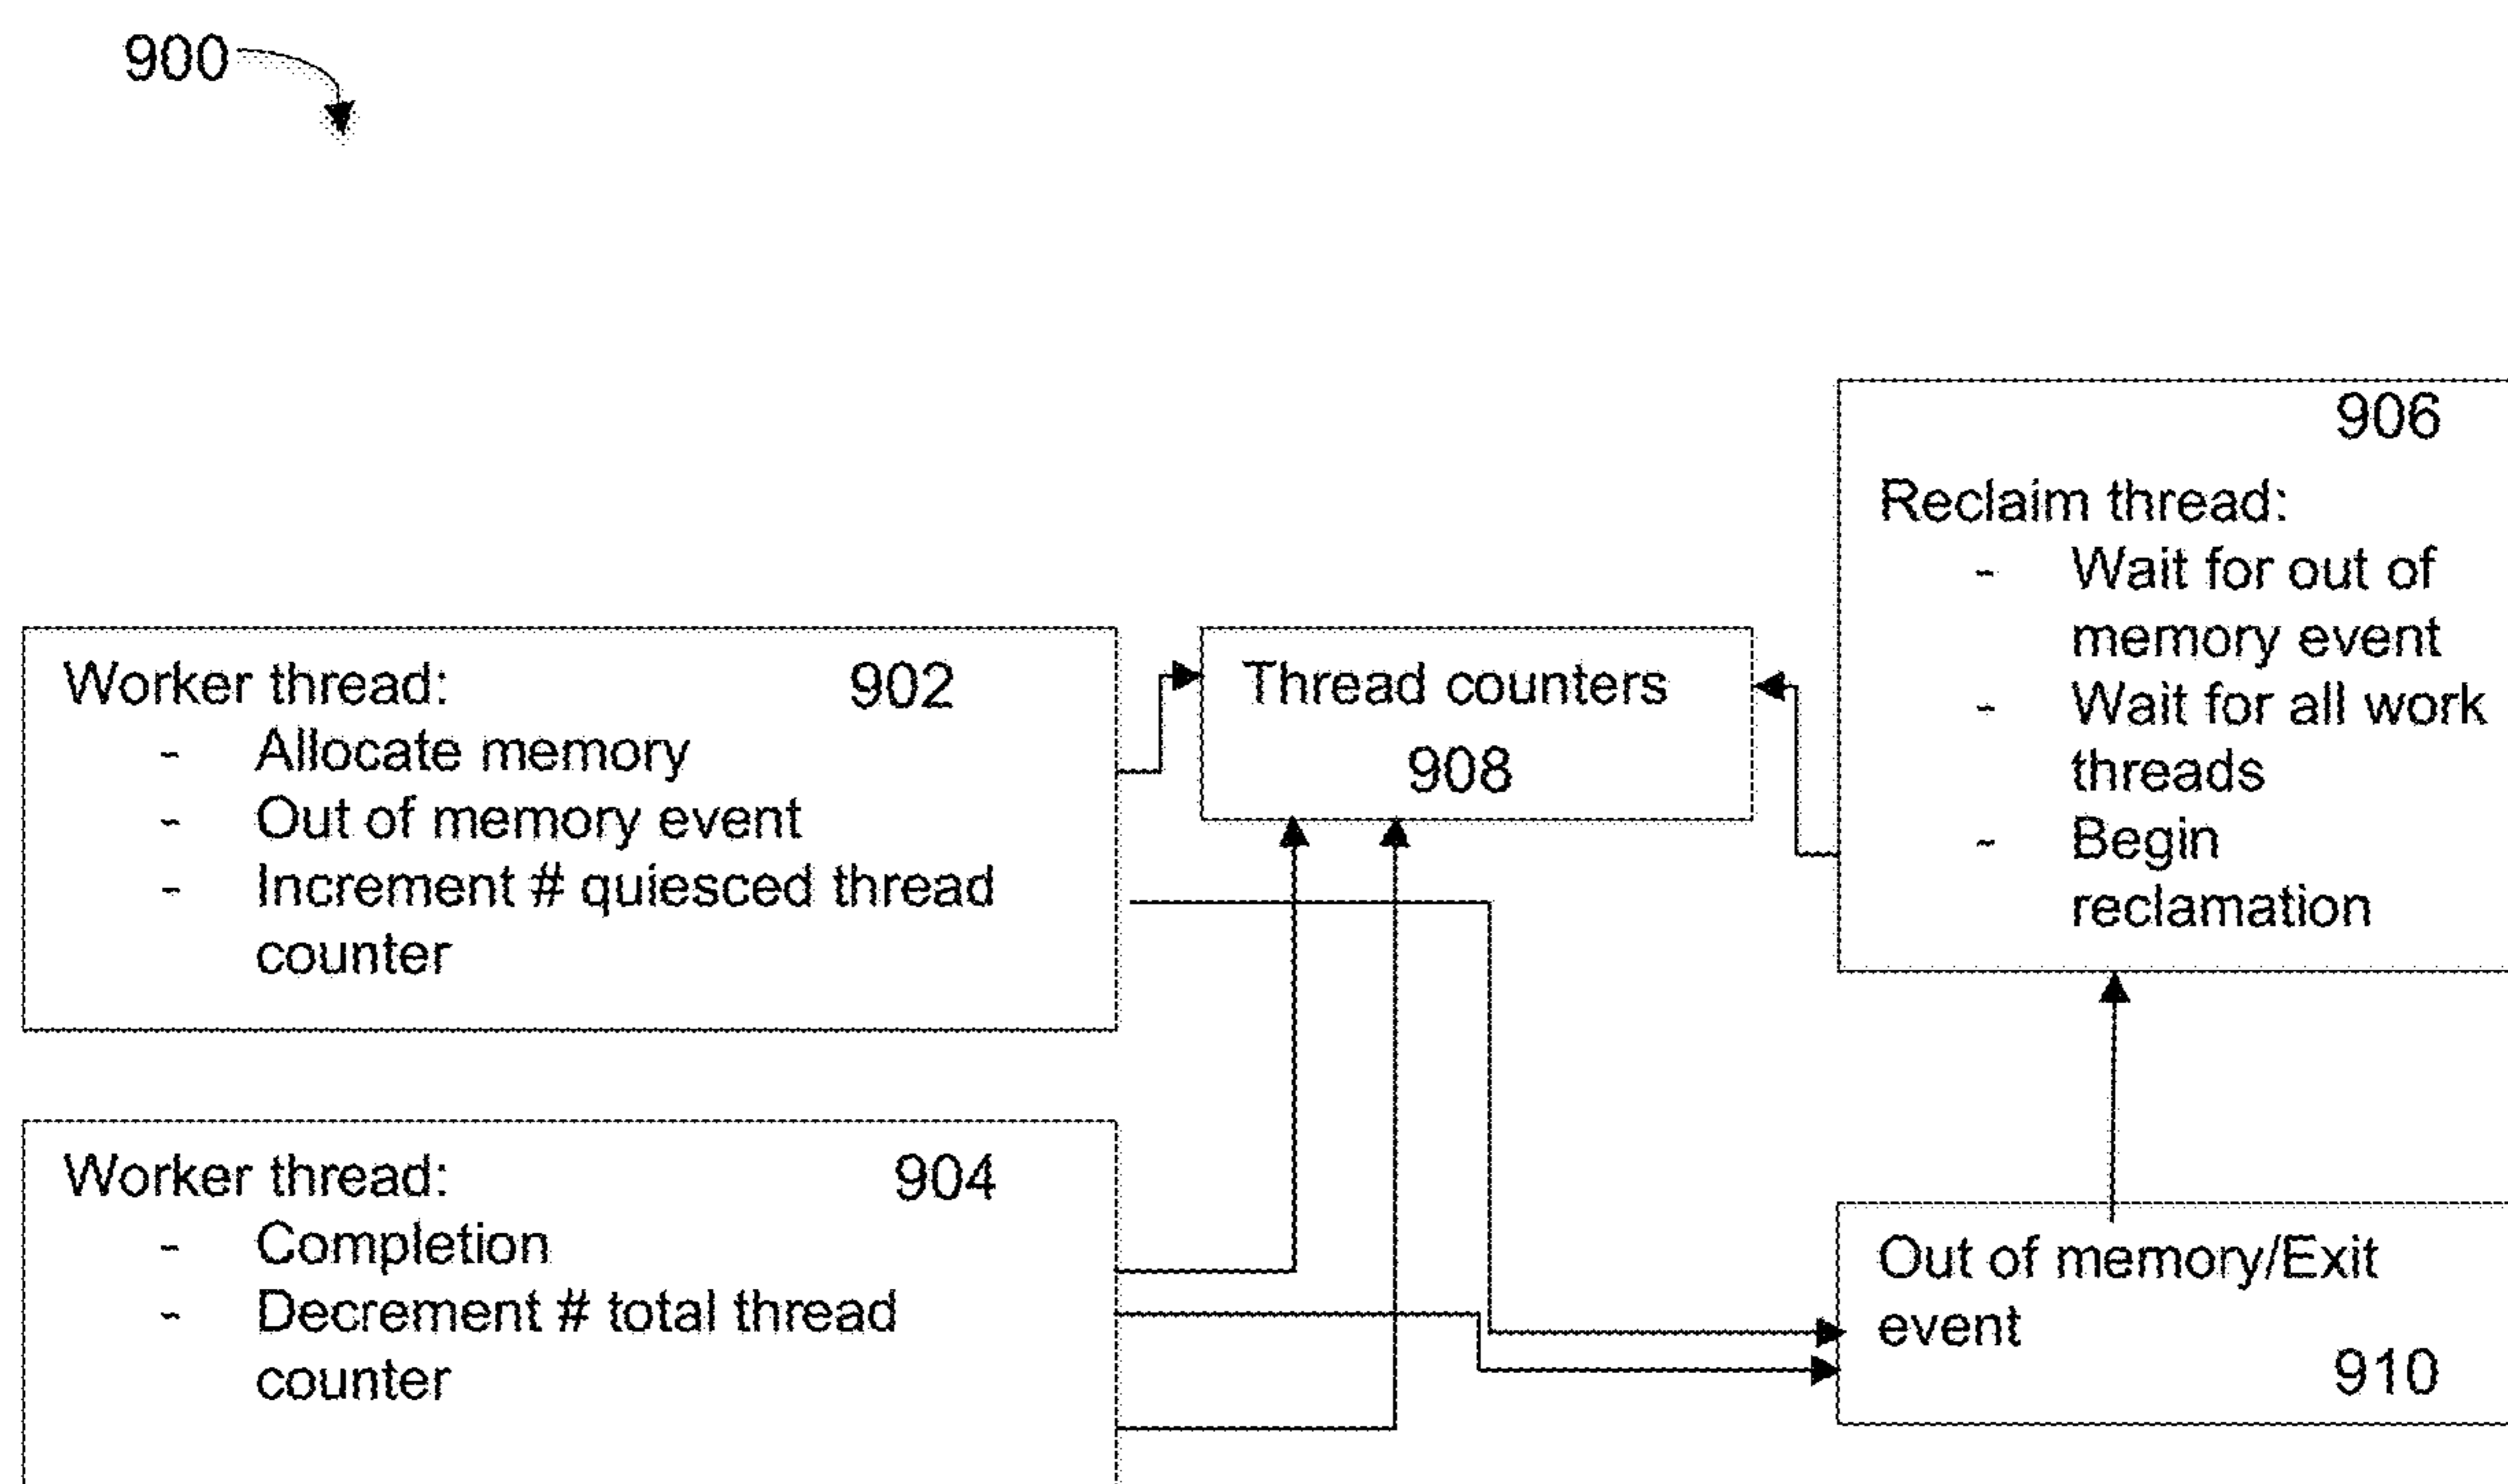 900
906
Reclaim thread:
- Wait for out of
memory event
- Wait for all work
threads
- Begin
reclamation
Worker thread: 902
- Allocate memory
- Out of memory event
- Increment # quiesced thread
counter
Thread counters
908
Worker thread: 904
- Completion
- Decrement # total thread
counter
Out of memory/Exit
event
910